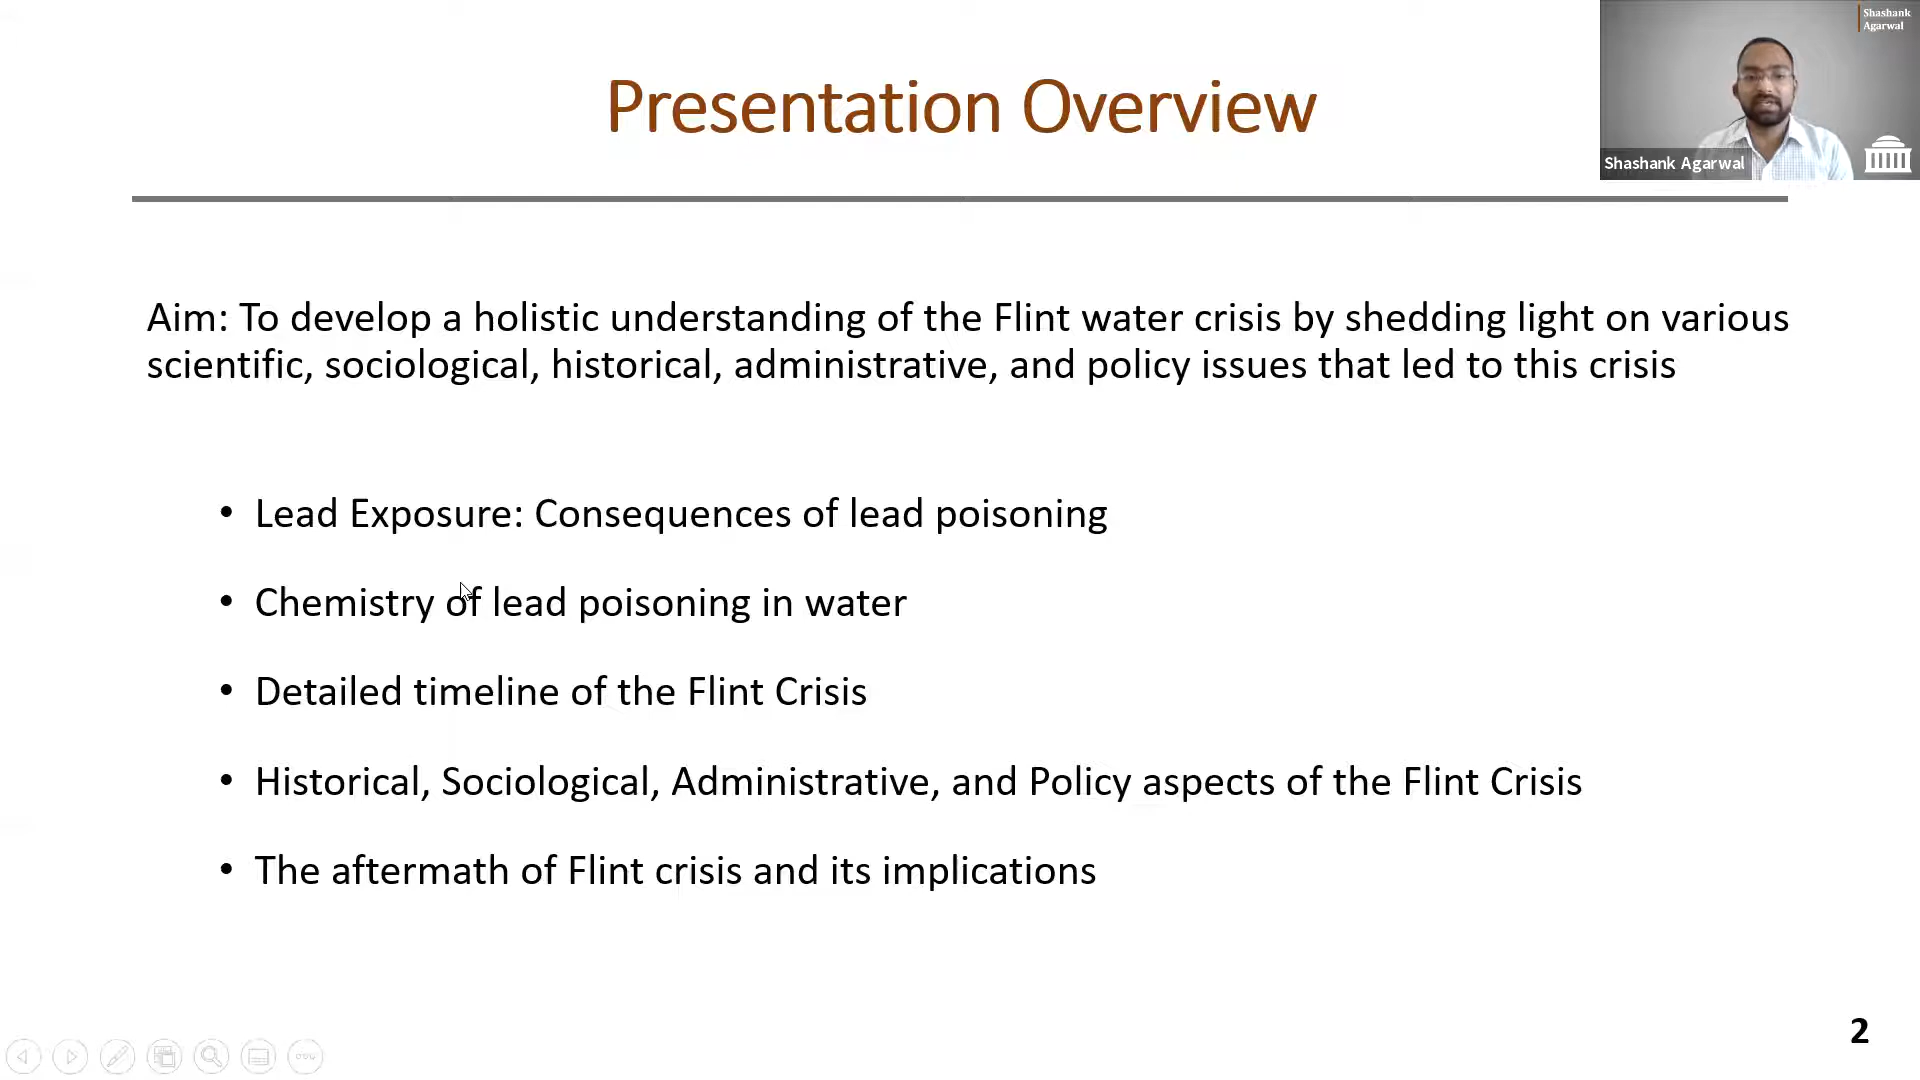 Shashank
Agarwal
Presentation Overview
Shashank Agarwal
Aim: To develop a holistic understanding of the Flint water crisis by shedding light on various
scientific, sociological, historical, administrative, and policy issues that led to this crisis
• Lead Exposure: Consequences of lead poisoning
• Chemistry of lead poisoning in water
• Detailed timeline of the Flint Crisis
• Historical, Sociological, Administrative, and Policy aspects of the Flint Crisis
• The aftermath of Flint crisis and its implications
2